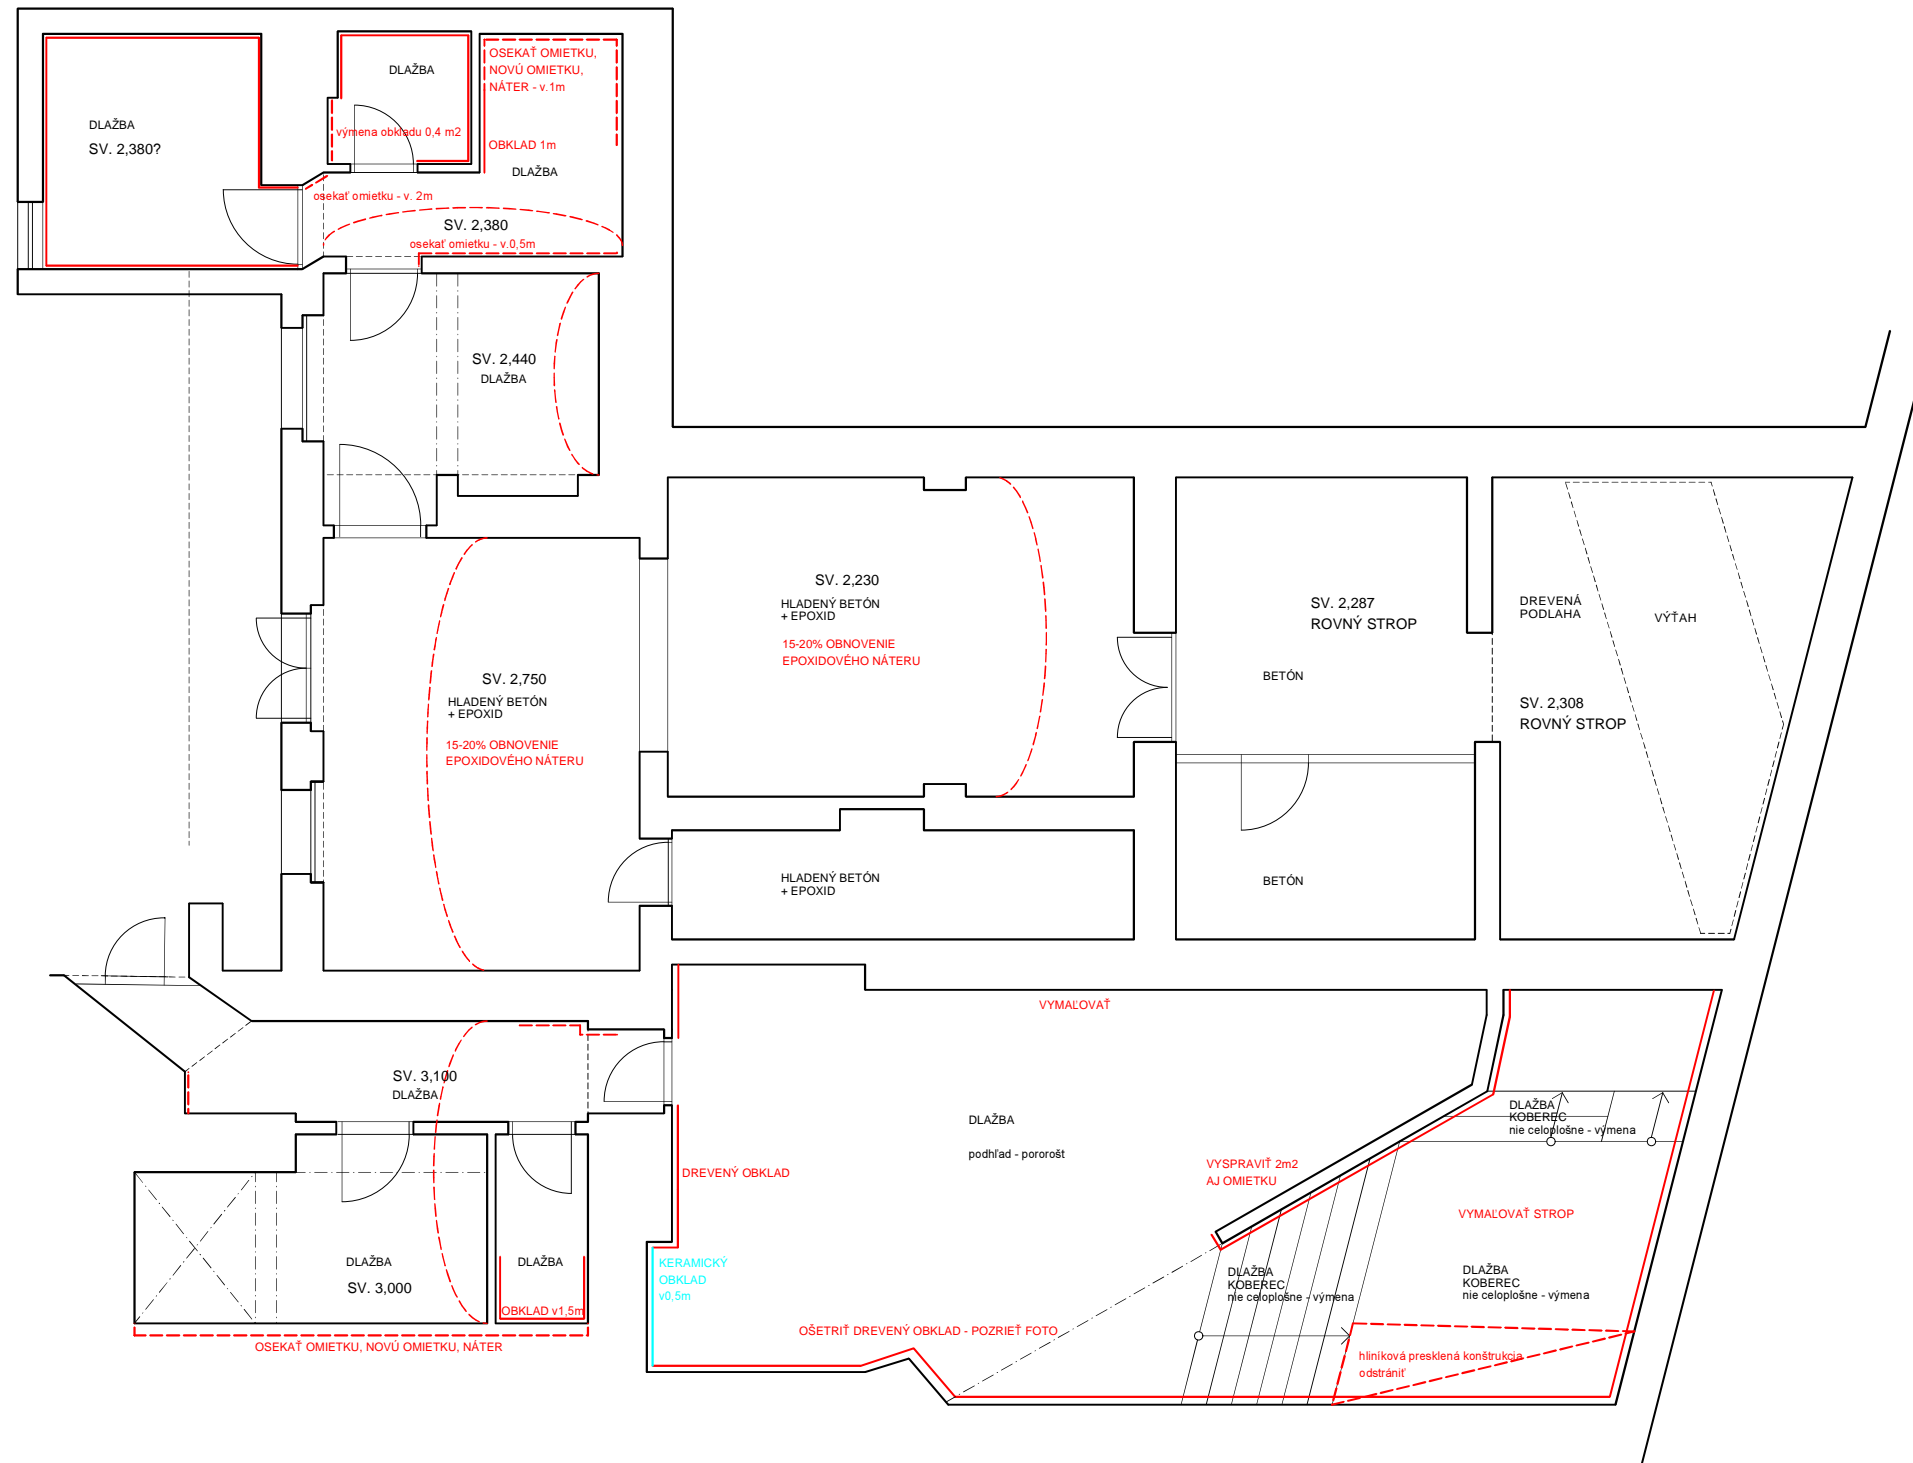 DLAŽBA
SV. 2,380?
DLAŽBA
výmena obkladu 0,4 m2
OSEKAŤ OMIETKU,
NOVÚ OMIETKU,
NÁTER - v.1m
OBKLAD 1m
DLAŽBA
osekať omietku - v. 2m
SV. 2,380
osekať omietku - v.0,5m
SV. 2,440
DLAŽBA
SV. 2,750
HLADENÝ BETÓN
+ EPOXID
15-20% OBNOVENIE
EPOXIDOVÉHO NÁTERU
SV. 2,230
HLADENÝ BETÓN
+ EPOXID
15-20% OBNOVENIE
EPOXIDOVÉHO NÁTERU
SV. 2,287
ROVNÝ STROP
BETÓN
DREVENÁ
PODLAHA
VÝŤAH
SV. 2,308
ROVNÝ STROP
HLADENÝ BETÓN
+ EPOXID
BETÓN
VYMAĽOVAŤ
SV. 3,100
DLAŽBA
DLAŽBA
podhľad - pororošt
DREVENÝ OBKLAD
VYSPRAVIŤ 2m2
AJ OMIETKU
DLAŽBA
KOBEREC
nie celoplošne - výmena
VYMAĽOVAŤ STROP
DLAŽBA
SV. 3,000
DLAŽBA
OBKLAD v1.5m
OSEKAŤ OMIETKU, NOVÚ OMIETKU, NÁTER
KERAMICKÝ
OBKLAD
v0,5m
OŠETRIŤ DREVENÝ OBKLAD - POZRIEŤ FOTO
DLAŽBA
KOBEREC
nie celoplošne - výmena
DLAŽBA
KOBEREC
nie celoplošne - výmena
hliníková presklená konštrukcia
odstrániť